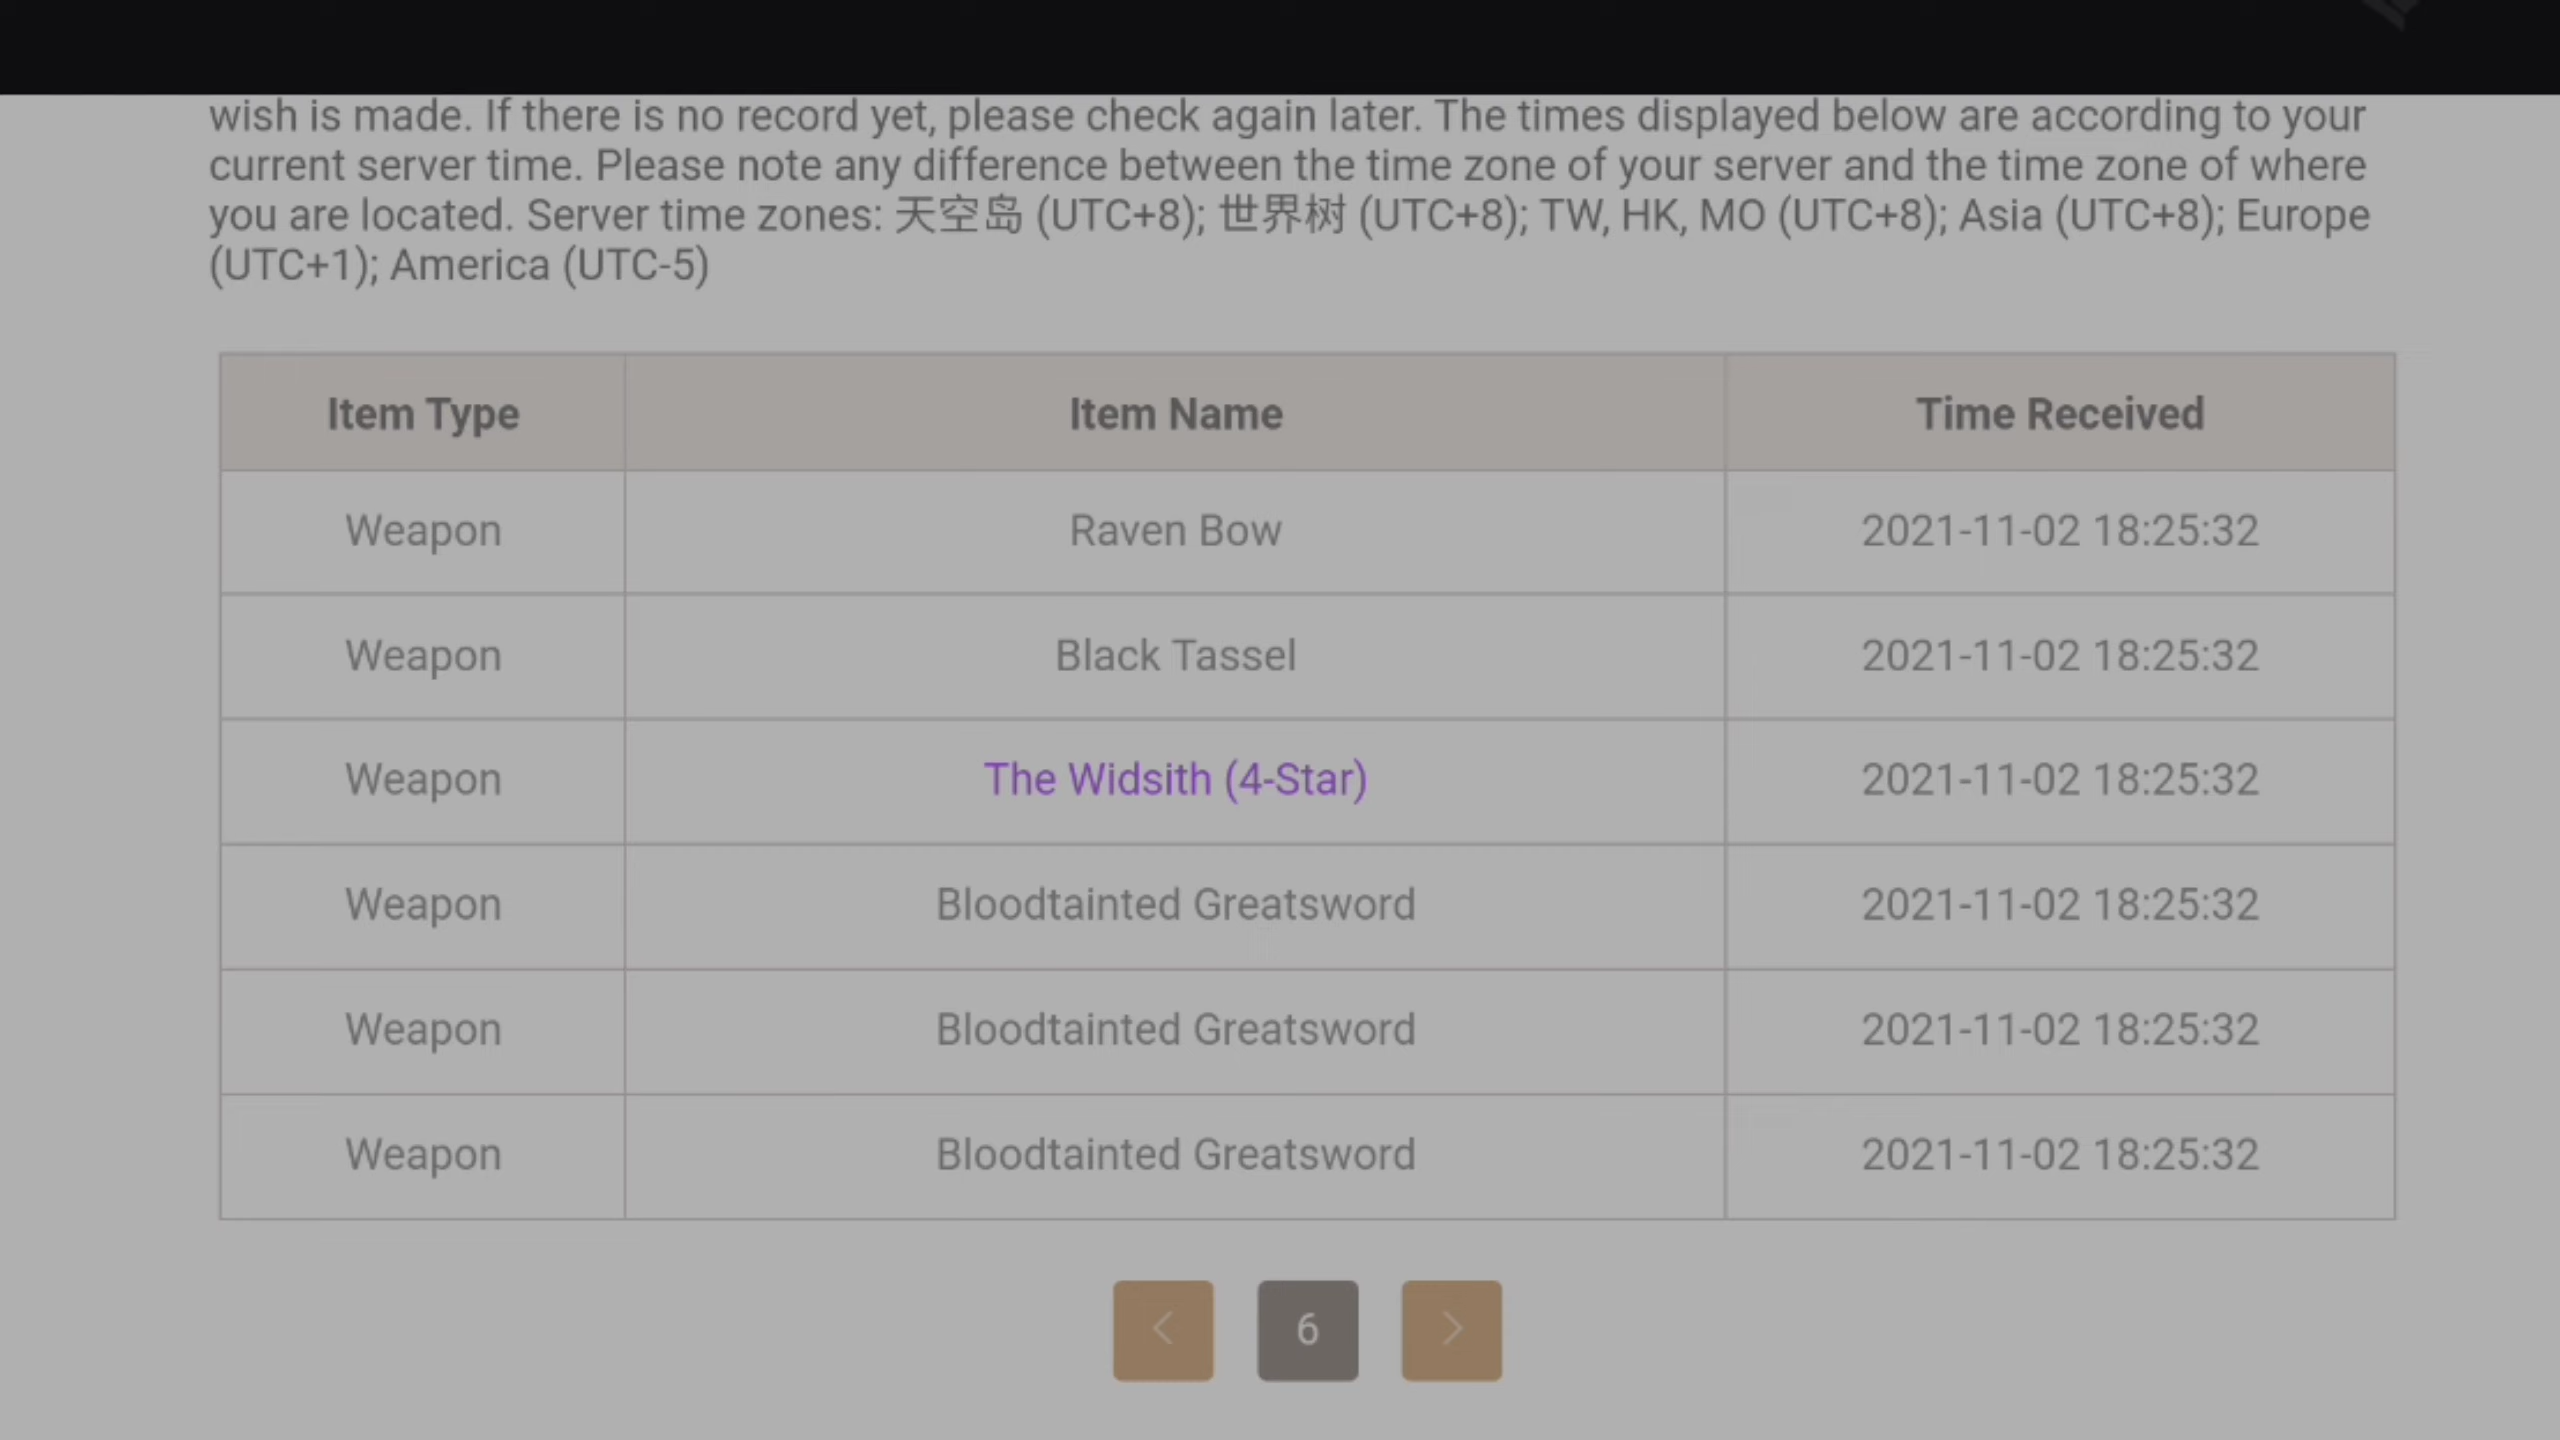 wish is made. If there is no record yet, please check again later. The times displayed below are according to your
current server time. Please note any difference between the time zone of your server and the time zone of where
you are located. Server time zones: 天空岛 (UTC+8); 世界树 (UTC+8); TW, HK, MO (UTC+8); Asia (UTC+8); Europe
(UTC+1); America (UTC-5)
Item Type Item Name Time Received
Weapon Raven Bow 2021-11-02 18:25:32
Weapon Black Tassel 2021-11-02 18:25:32
Weapon The Widsith (4-Star) 2021-11-02 18:25:32
Weapon Bloodtainted Greatsword 2021-11-02 18:25:32
Weapon Bloodtainted Greatsword 2021-11-02 18:25:32
Weapon Bloodtainted Greatsword 2021-11-02 18:25:32
6